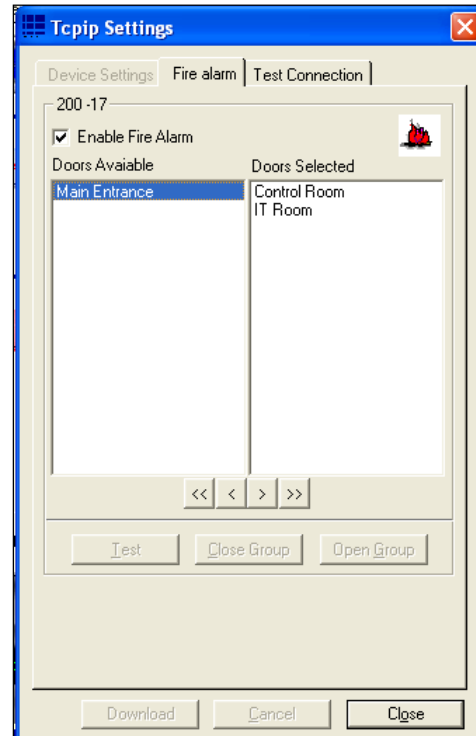 Tcpip Settings
Device Settings Fire alarm Test Connection
200 -17
Enable Fire Alarm
Doors Avaiable Doors Selected
Main Entrance
Control Room
IT Room
<< < > >>
Test Close Group Open Group
Download Cancel Close